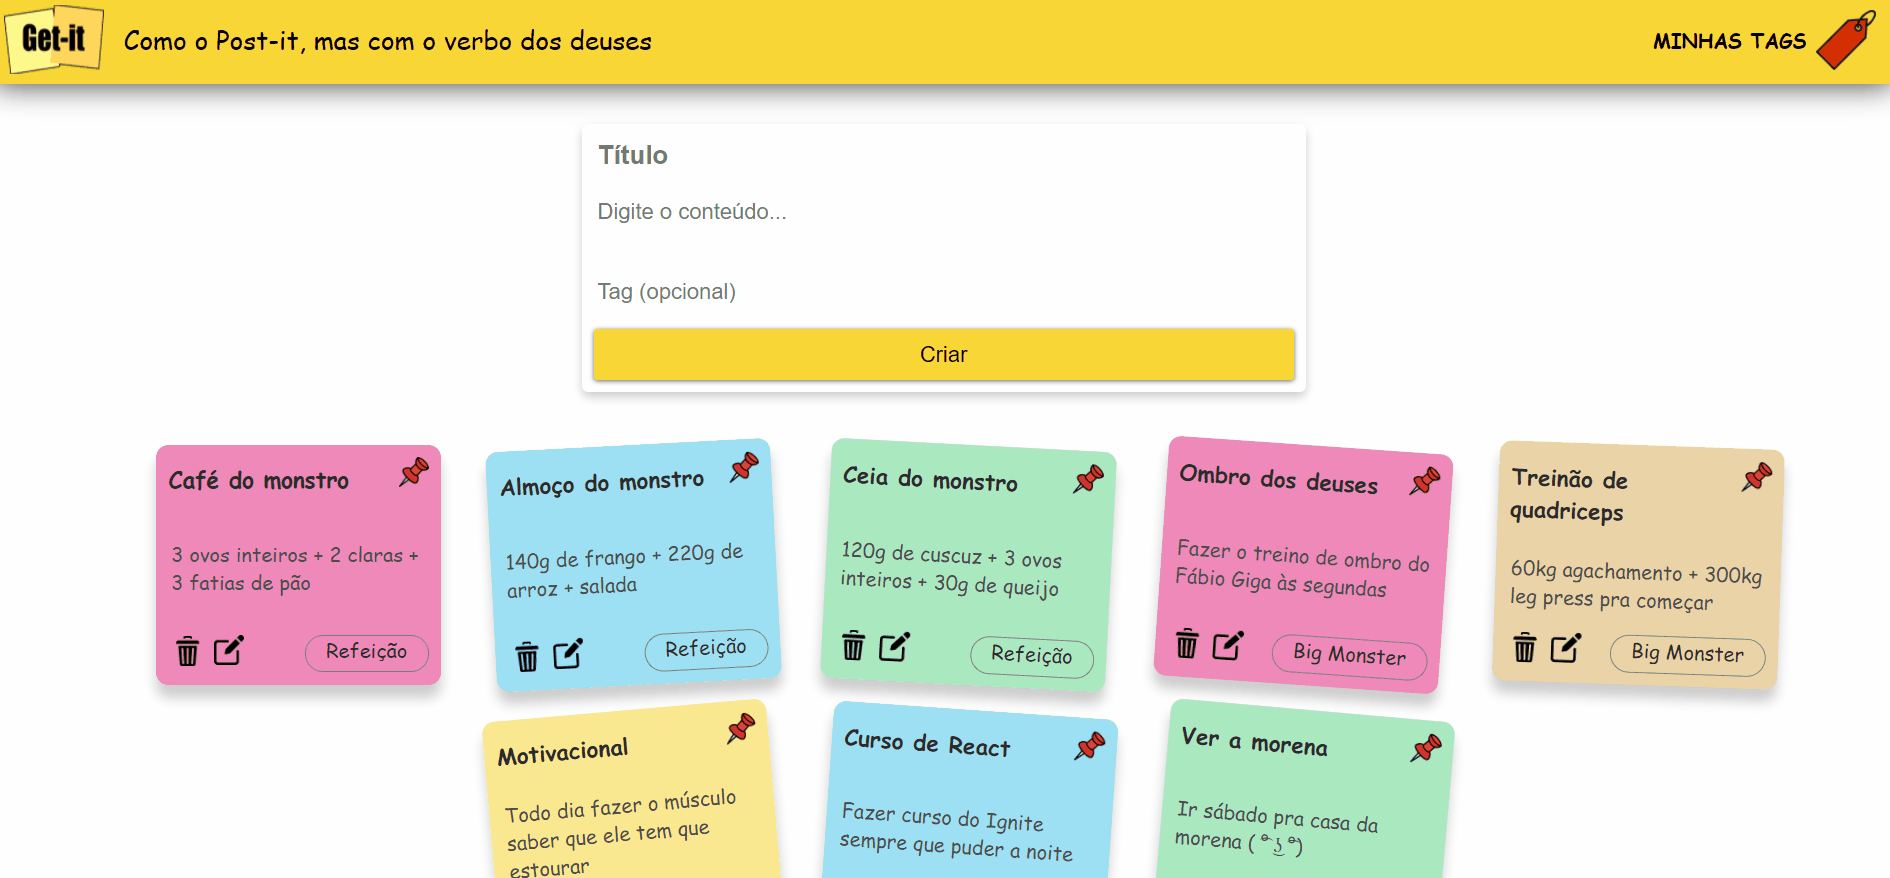 Get-it
Como o Post-it, mas com o verbo dos deuses
MINHAS TAGS
Título
Digite o conteúdo...
Tag (opcional)
Criar
Café do monstro
3 ovos inteiros + 2 claras +
3 fatias de pão
Refeição
Almoço do monstro
140g de frango + 220g de
arroz + salada
Refeição
Ceia do monstro
120g de cuscuz + 3 ovos
inteiros + 30g de queijo
Refeição
Ombro dos deuses
Fazer o treino de ombro do
Fábio Giga às segundas
Big Monster
Treinão de
quadriceps
60kg agachamento + 300kg
leg press pra começar
Big Monster
Motivacional
Todo dia fazer o músculo
saber que ele tem que
estourar
Curso de React
Fazer curso do Ignite
sempre que puder a noite
Ver a morena
Ir sábado pra casa da
morena ( ͡° ͜ʖ ͡°)